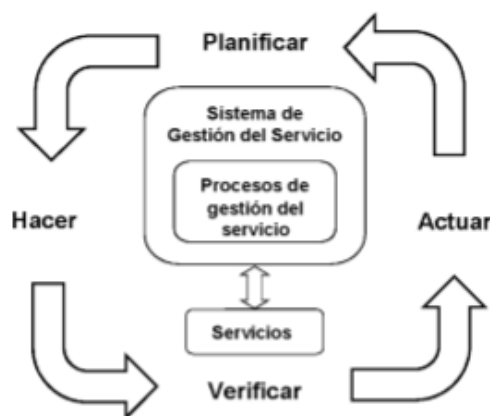 Planificar
Sistema de
Gestión del Servicio
Procesos de
gestión del
servicio
Hacer
Actuar
Servicios
Verificar